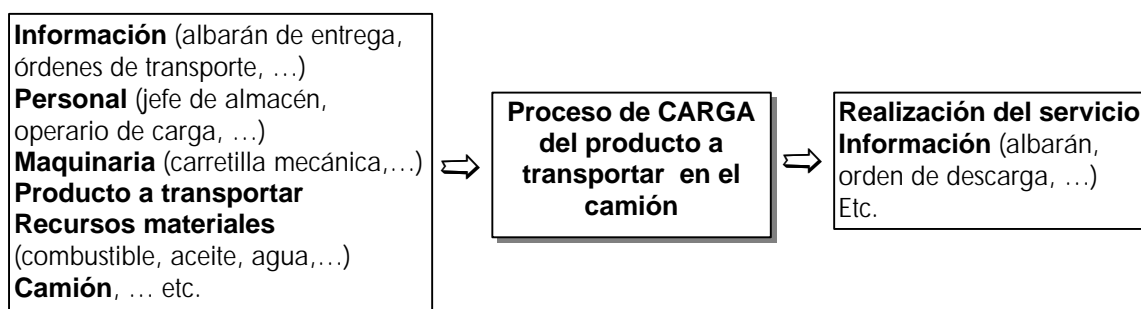 Información (albarán de entrega,
órdenes de transporte, …)
Personal (jefe de almacén,
operario de carga, …)
Maquinaria (carretilla mecánica,…)
Producto a transportar
Recursos materiales
(combustible, aceite, agua,…)
Camión, … etc.
Proceso de CARGA
del producto a
transportar en el
camión
Realización del servicio
Información (albarán,
orden de descarga, …)
Etc.